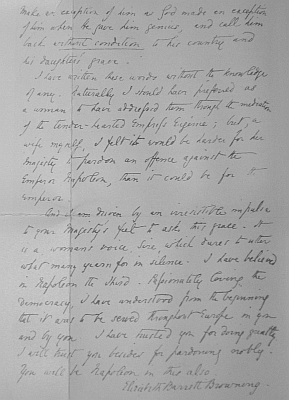 Make an exception of him as God made an exception
of him when he gave him genius, and call him
back without condition to his country and
his daughter's grave.
I have written these words without the knowledge
of any. Naturally I should have preferred as
a woman to have addressed them through the mediation
of the tender-hearted Empress Eugénie; but, a
wife myself, I felt it would be harder for her
Majesty to pardon an offence against the
Emperor Napoleon, than it could be for the
emperor.
And I am driven by an irresistible impulse
to your Majesty's feet to ask this grace. It
is a woman's voice, Sire, which dares to utter
what many yearn for in silence. I have believed
in Napoleon the Third. Passionately loving the
democracy, I have understood from the beginning
that it was to be served throughout Europe in you
and by you. I have trusted you for doing greatly
I will trust you besides for pardoning nobly.
You will be Napoleon in this also.
Elizabeth Barrett Browning.